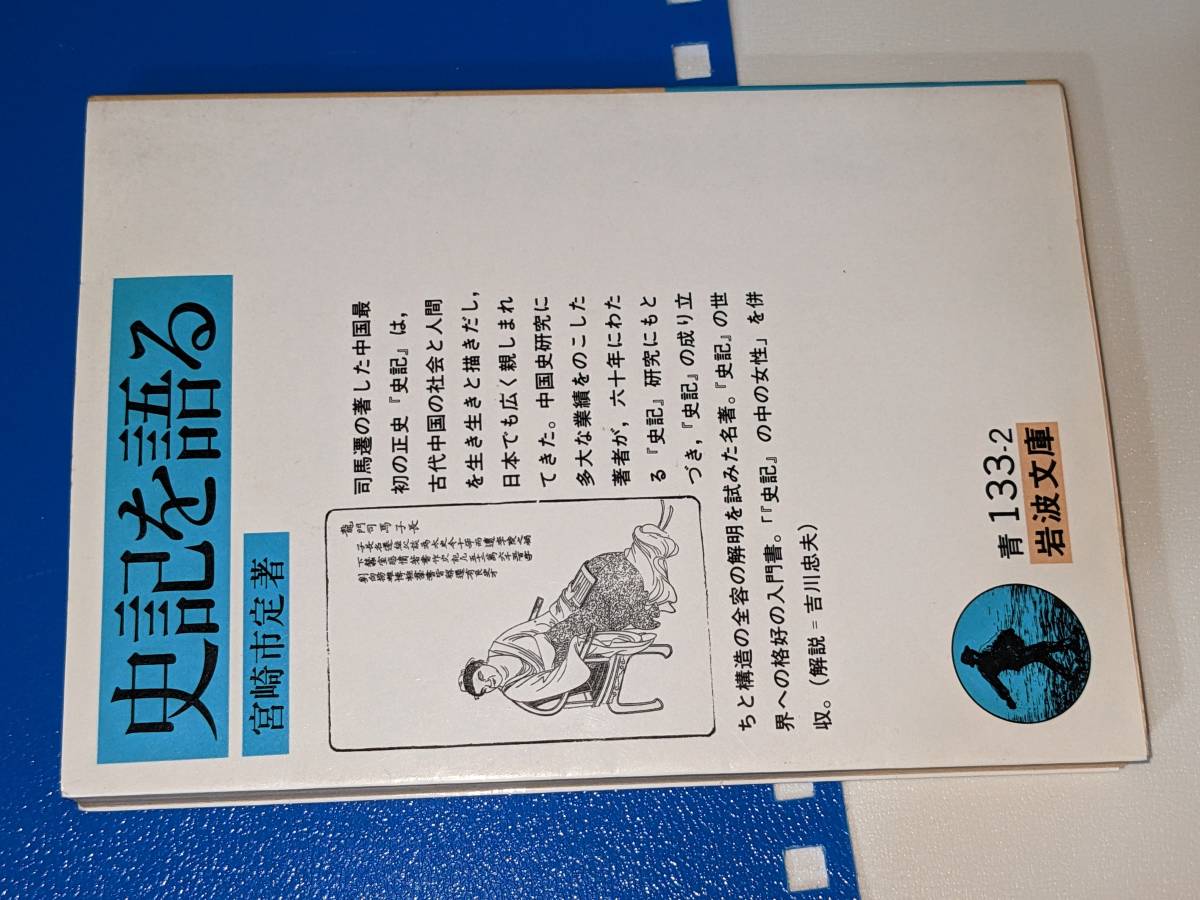 史記を語る
宮崎市定著
司馬遷の著した中国最
初の正史『史記』は，
古代中国の社会と人間
を生き生きと描きだし，
日本でも広く親しまれ
てきた。中国史研究に
多大な業績をのこした
著者が，六十年にわた
る『史記』研究にもと
づき，『史記』の成り立
ちと構造の全容の解明を試みた名著。『史記』の世
界への格好の入門書。「『史記』の中の女性」を併
収。（解説＝吉川忠夫）
龍門司馬子長
青 133-2
岩波文庫